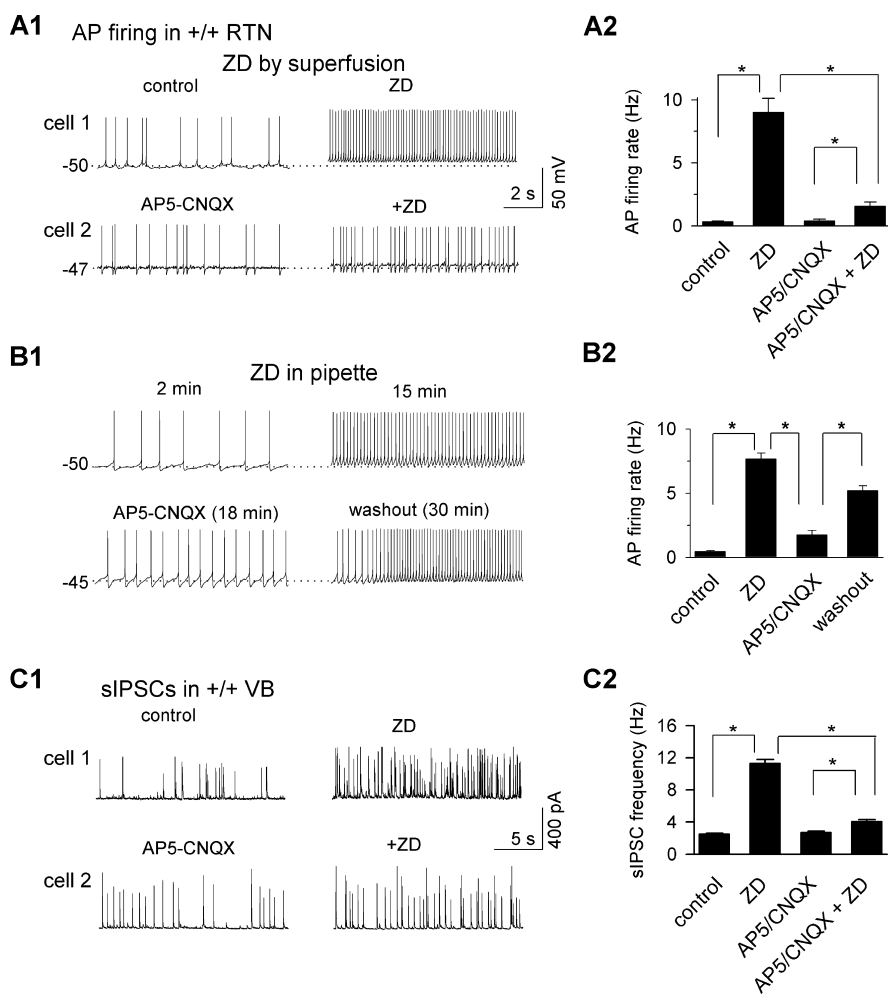 A1
AP firing in +/+ RTN
ZD by superfusion
control
ZD
cell 1
-50
2 s
50 mV
AP5-CNQX
+ZD
cell 2
-47
A2
AP firing rate (Hz)
10
5
0
*
*
*
control
ZD
AP5/CNQX
AP5/CNQX + ZD
B1
ZD in pipette
2 min
15 min
-50
AP5-CNQX (18 min)
washout (30 min)
-45
B2
AP firing rate (Hz)
10
5
0
*
*
*
control
ZD
AP5/CNQX
washout
C1
sIPSCs in +/+ VB
control
ZD
cell 1
5 s
400 pA
AP5-CNQX
+ZD
cell 2
C2
sIPSC frequency (Hz)
16
12
8
4
0
*
*
*
control
ZD
AP5/CNQX
AP5/CNQX + ZD